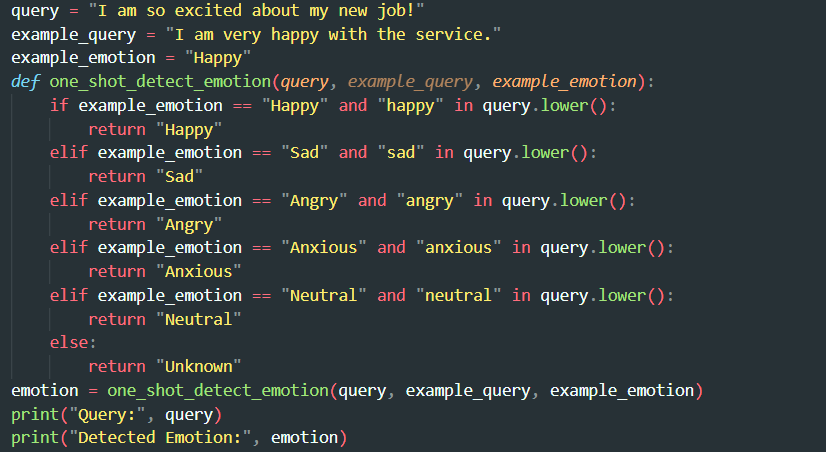 query = "I am so excited about my new job!"
example_query = "I am very happy with the service."
example_emotion = "Happy"
def one_shot_detect_emotion(query, example_query, example_emotion):
    if example_emotion == "Happy" and "happy" in query.lower():
        return "Happy"
    elif example_emotion == "Sad" and "sad" in query.lower():
        return "Sad"
    elif example_emotion == "Angry" and "angry" in query.lower():
        return "Angry"
    elif example_emotion == "Anxious" and "anxious" in query.lower():
        return "Anxious"
    elif example_emotion == "Neutral" and "neutral" in query.lower():
        return "Neutral"
    else:
        return "Unknown"
emotion = one_shot_detect_emotion(query, example_query, example_emotion)
print("Query:", query)
print("Detected Emotion:", emotion)